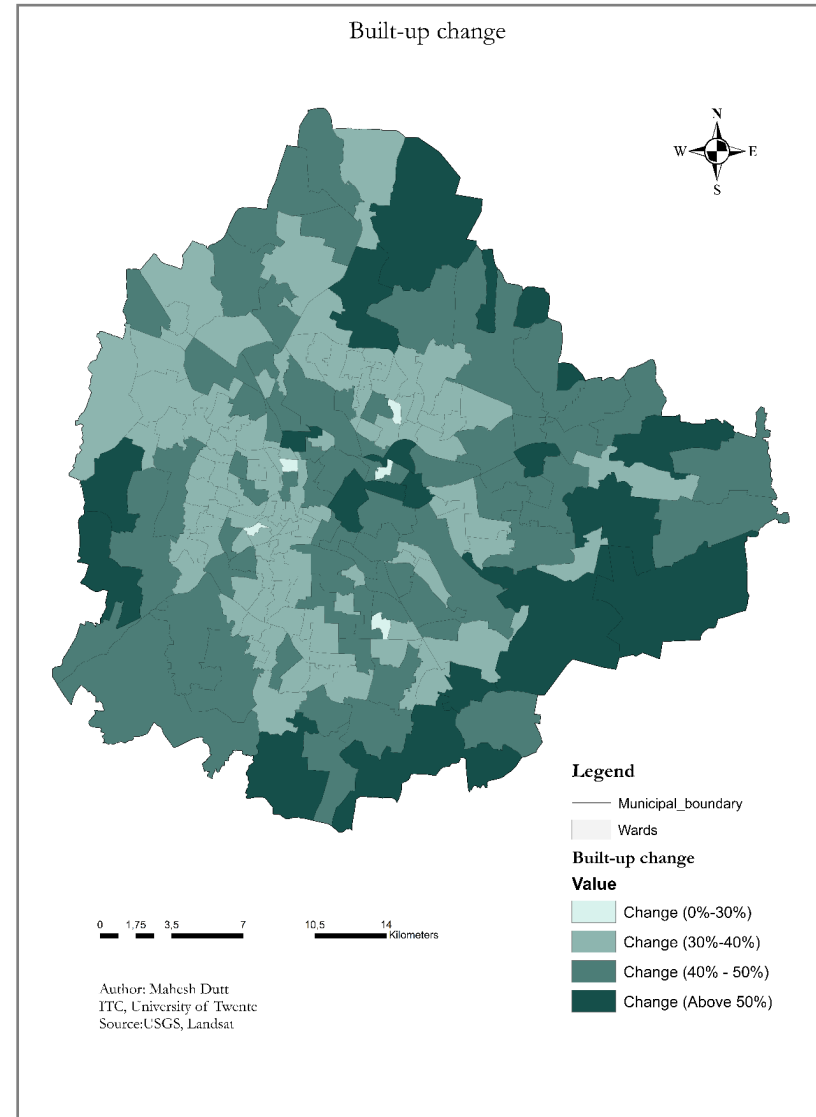 Built-up change
N
W E
S
Legend
Municipal_boundary
Wards
Built-up change
Value
Change (0%-30%)
Change (30%-40%)
Change (40% - 50%)
Change (Above 50%)
0 1,75 3,5 7 10,5 14
Kilometers
Author: Mahesh Dutt
ITC, University of Twente
Source:USGS, Landsat